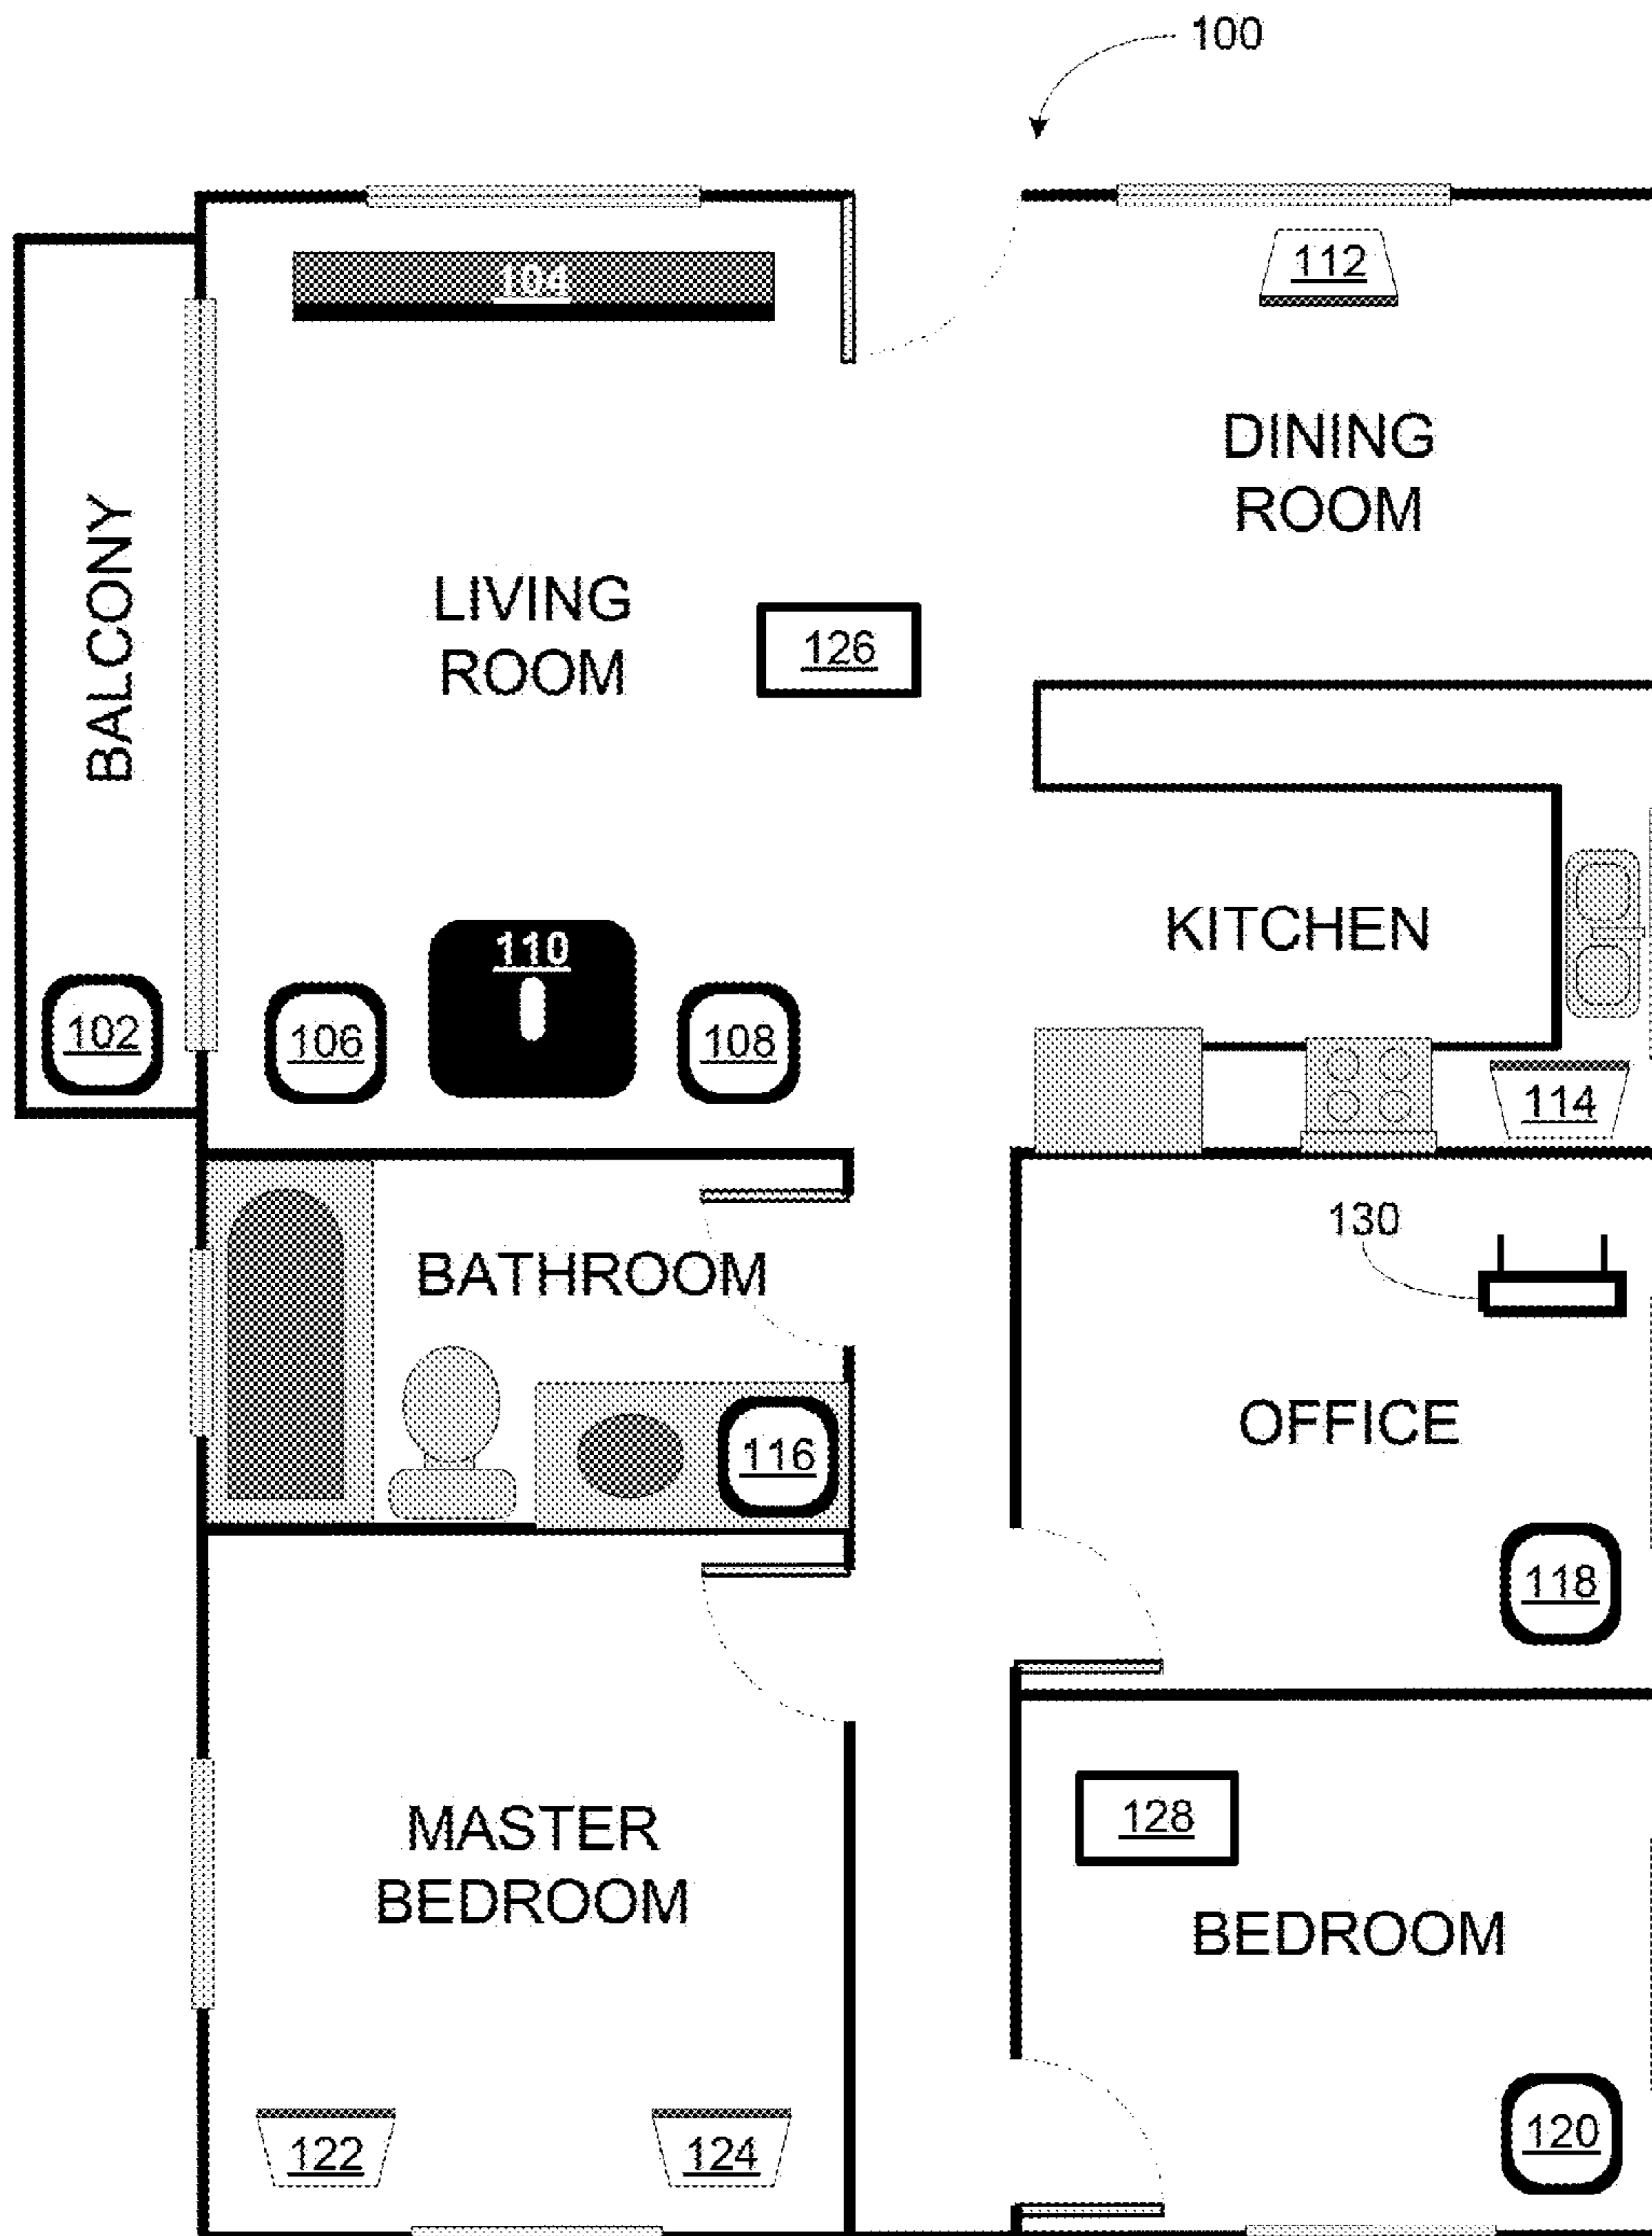 100
104
112
DINING
ROOM
BALCONY
LIVING
ROOM
126
KITCHEN
110
102
106
108
114
130
BATHROOM
OFFICE
116
118
MASTER
BEDROOM
128
BEDROOM
122
124
120